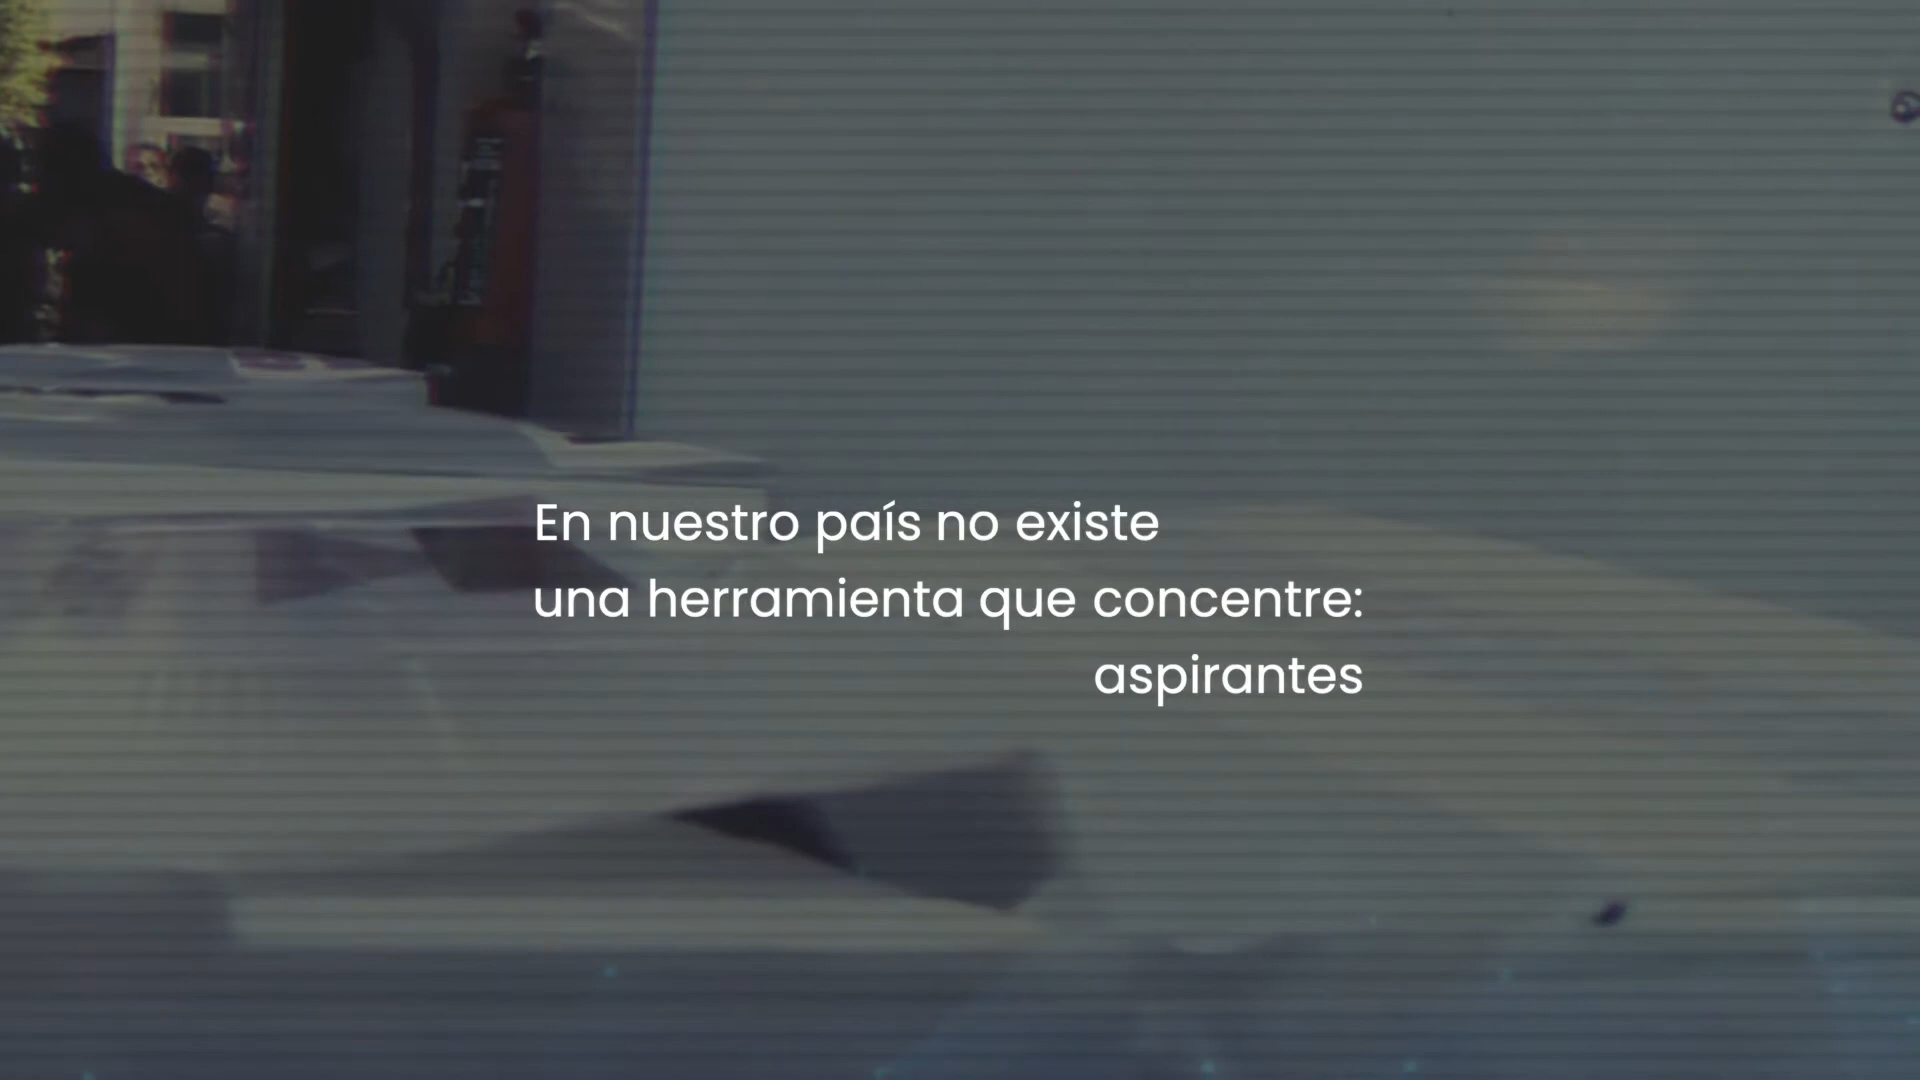 En nuestro país no existe
una herramienta que concentre:
aspirantes